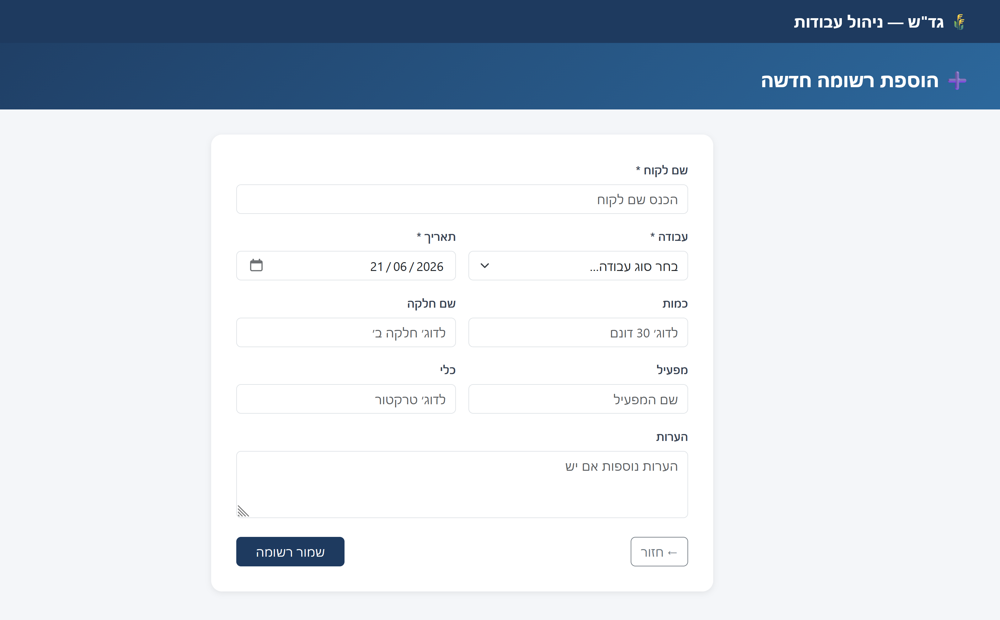 גד"ש — ניהול עבודות
הוספת רשומה חדשה
שם לקוח *
הכנס שם לקוח
עבודה *
תאריך *
בחר סוג עבודה...
21/06/2026
כמות
שם חלקה
לדוג׳ 30 דונם
לדוג׳ חלקה ב׳
מפעיל
כלי
שם המפעיל
לדוג׳ טרקטור
הערות
הערות נוספות אם יש
← חזור
שמור רשומה